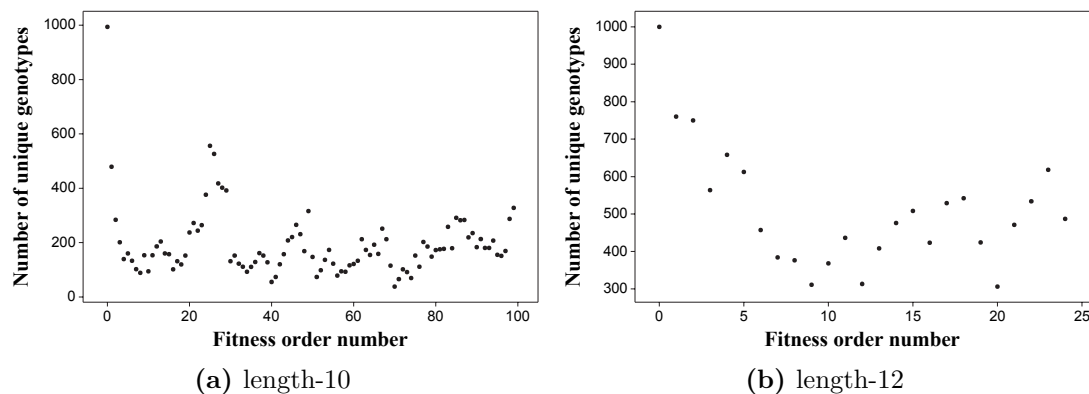 Number of unique genotypes
1000
800
600
400
200
0
0 20 40 60 80 100
Fitness order number
(a) length-10
Number of unique genotypes
1000
900
800
700
600
500
400
300
0 5 10 15 20 25
Fitness order number
(b) length-12